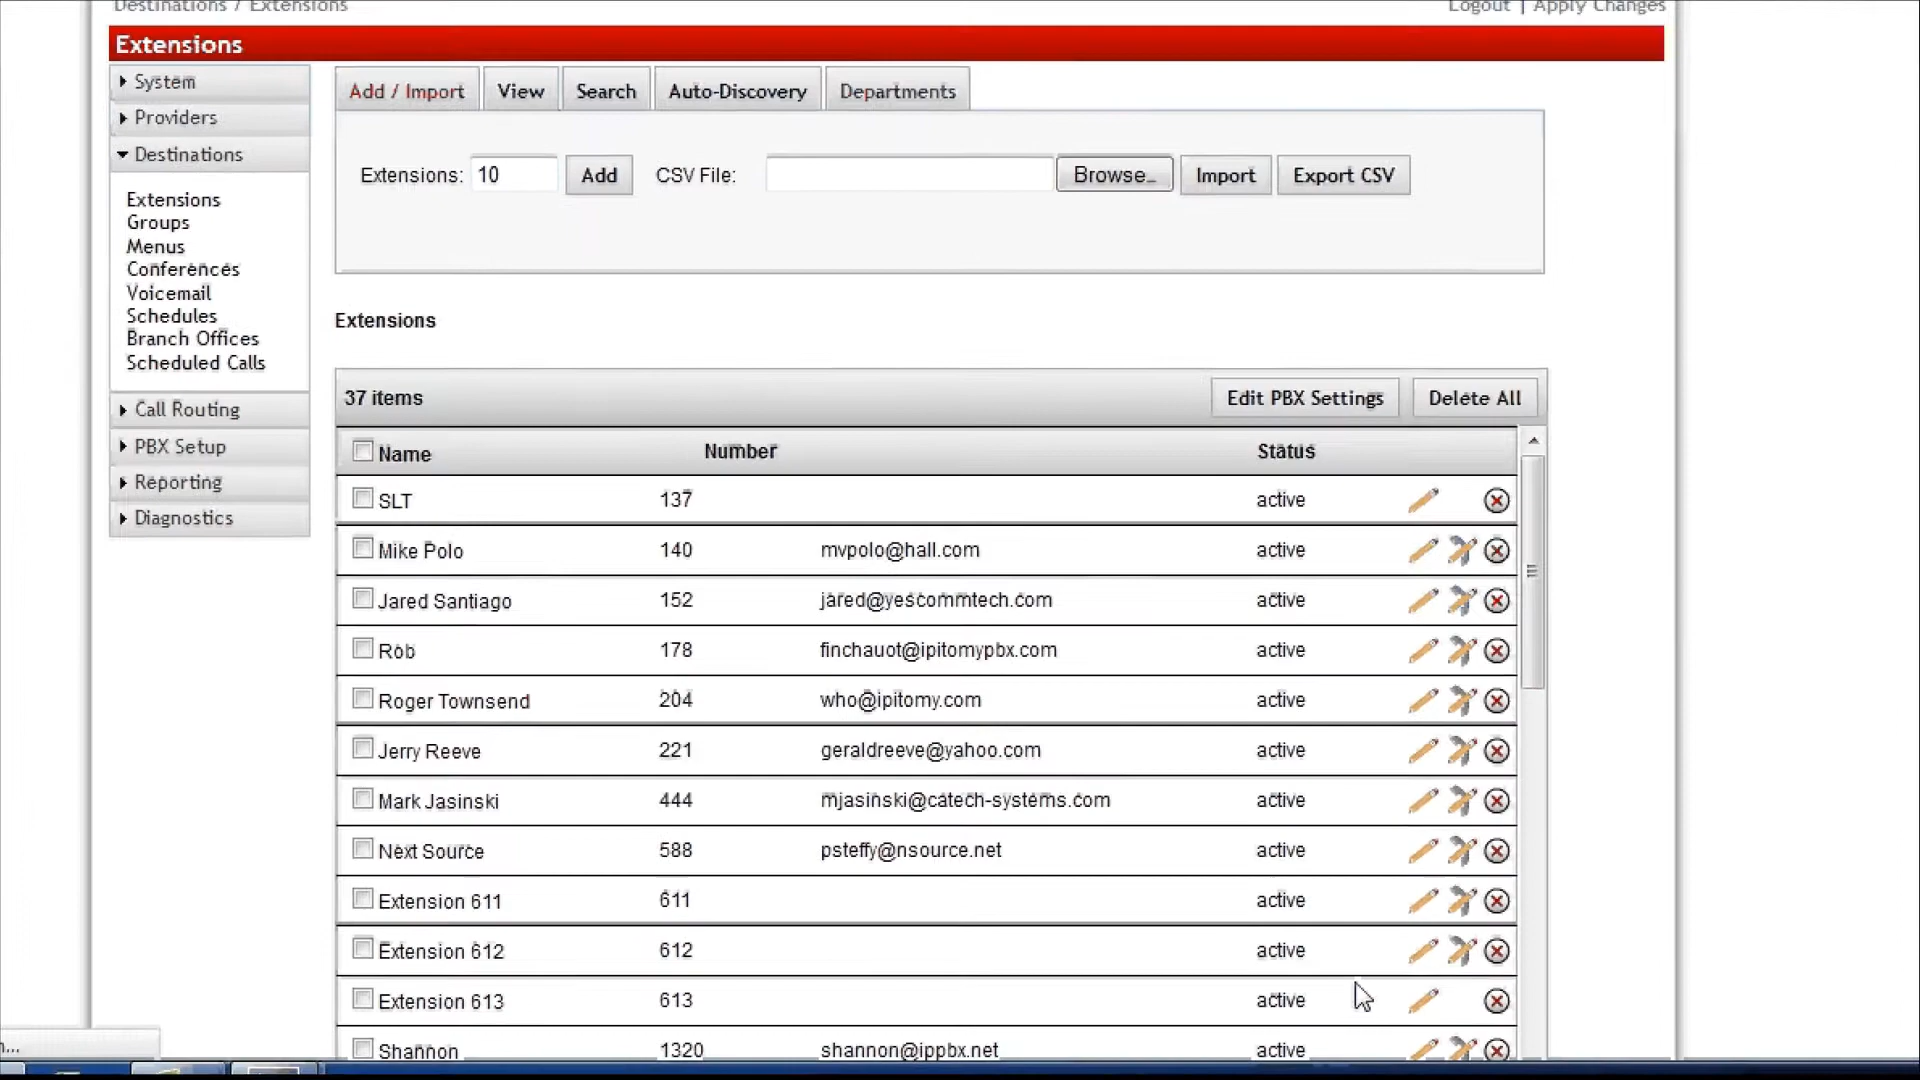 Destinations / Extensions
Logout | Apply Changes
Extensions
System
Providers
Destinations
Extensions
Groups
Menus
Conferences
Voicemail
Schedules
Branch Offices
Scheduled Calls
Call Routing
PBX Setup
Reporting
Diagnostics
Add / Import View Search Auto-Discovery Departments
Extensions: 10 Add CSV File: Browse... Import Export CSV
Extensions
37 items Edit PBX Settings Delete All
Name Number Status
SLT 137 active
Mike Polo 140 mvpolo@hall.com active
Jared Santiago 152 jared@yescommtech.com active
Rob 178 finchauot@ipitomypbx.com active
Roger Townsend 204 who@ipitomy.com active
Jerry Reeve 221 geraldreeve@yahoo.com active
Mark Jasinski 444 mjasinski@catech-systems.com active
Next Source 588 psteffy@nsource.net active
Extension 611 611 active
Extension 612 612 active
Extension 613 613 active
Shannon 1320 shannon@ippbx.net active